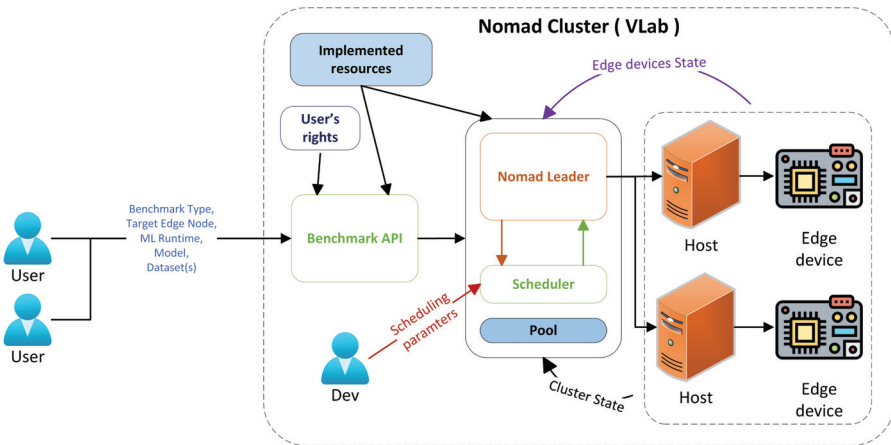 Nomad Cluster ( VLab )
Implemented
resources
Edge devices State
User's
rights
Nomad Leader
Benchmark Type,
Target Edge Node,
ML Runtime,
Model,
Dataset(s)
Benchmark API
User
Host
Edge
device
Scheduler
Scheduling
paramters
Pool
User
Dev
Cluster State
Host
Edge
device